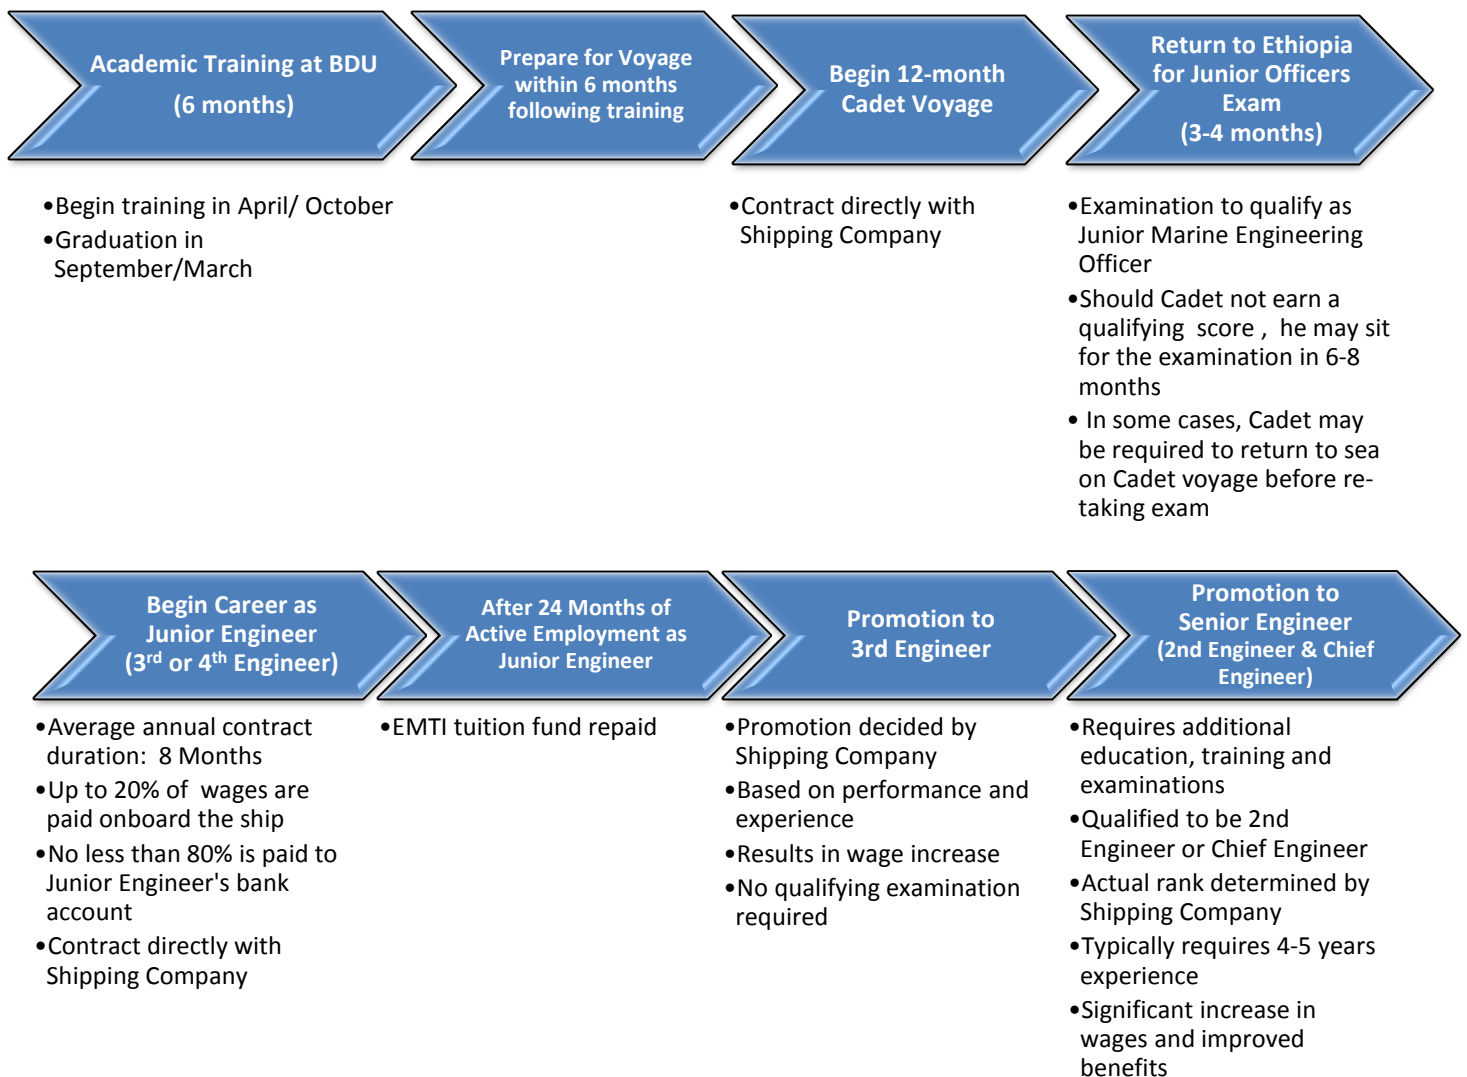 Academic Training at BDU
(6 months)
•Begin training in April/ October
•Graduation in
September/March
Prepare for Voyage
within 6 months
following training
Begin 12-month
Cadet Voyage
•Contract directly with
Shipping Company
Return to Ethiopia
for Junior Officers
Exam
(3-4 months)
•Examination to qualify as
Junior Marine Engineering
Officer
•Should Cadet not earn a
qualifying  score ,  he may sit
for the examination in 6-8
months
• In some cases, Cadet may
be required to return to sea
on Cadet voyage before re-
taking exam
Begin Career as
Junior Engineer
(3rd or 4th Engineer)
•Average annual contract
duration:  8 Months
•Up to 20% of  wages are
paid onboard the ship
•No less than 80% is paid to
Junior Engineer's bank
account
•Contract directly with
Shipping Company
After 24 Months of
Active Employment as
Junior Engineer
•EMTI tuition fund repaid
Promotion to
3rd Engineer
•Promotion decided by
Shipping Company
•Based on performance and
experience
•Results in wage increase
•No qualifying examination
required
Promotion to
Senior Engineer
(2nd Engineer & Chief
Engineer)
•Requires additional
education, training and
examinations
•Qualified to be 2nd
Engineer or Chief Engineer
•Actual rank determined by
Shipping Company
•Typically requires 4-5 years
experience
•Significant increase in
wages and improved
benefits